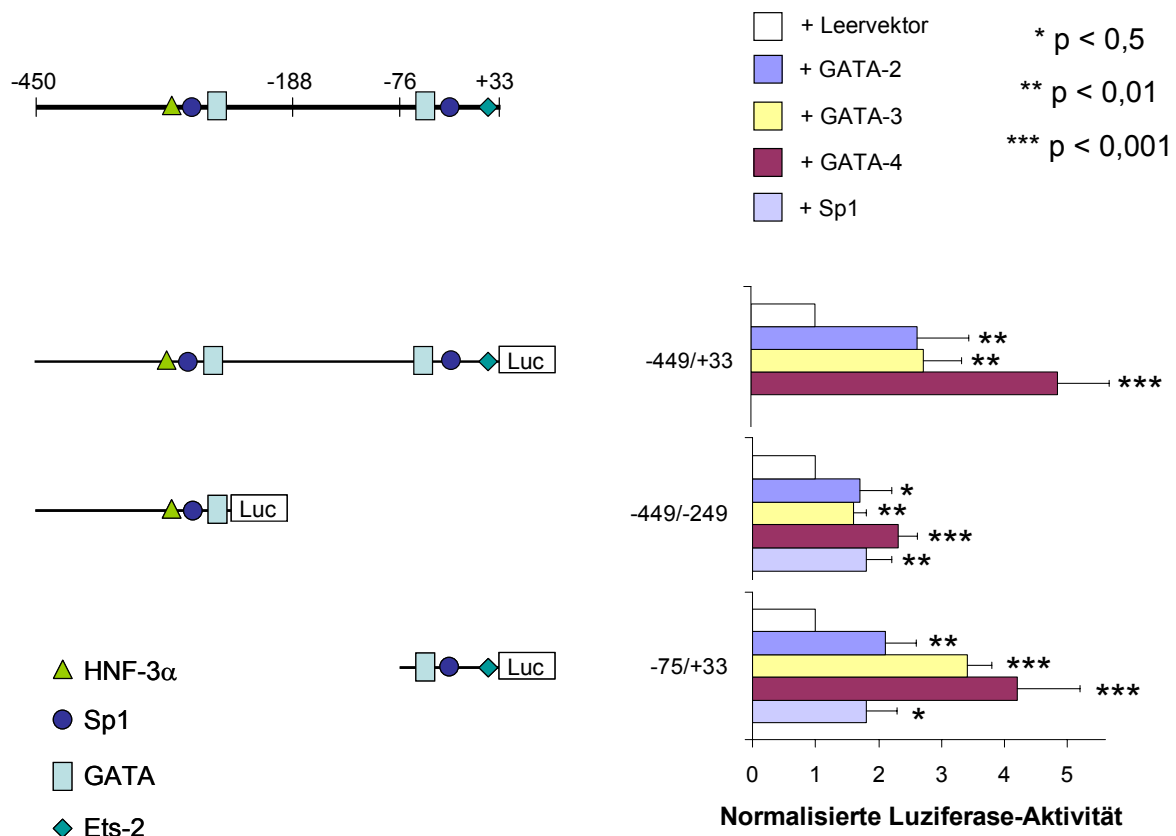 -450 -188 -76 +33
+ Leervektor
+ GATA-2
+ GATA-3
+ GATA-4
+ Sp1
* p < 0,5
** p < 0,01
*** p < 0,001
Luc
-449/+33
**
**
***
Luc
-449/-249
*
**
***
**
Luc
-75/+33
**
***
***
*
HNF-3α
Sp1
GATA
Ets-2
0 1 2 3 4 5
Normalisierte Luziferase-Aktivität